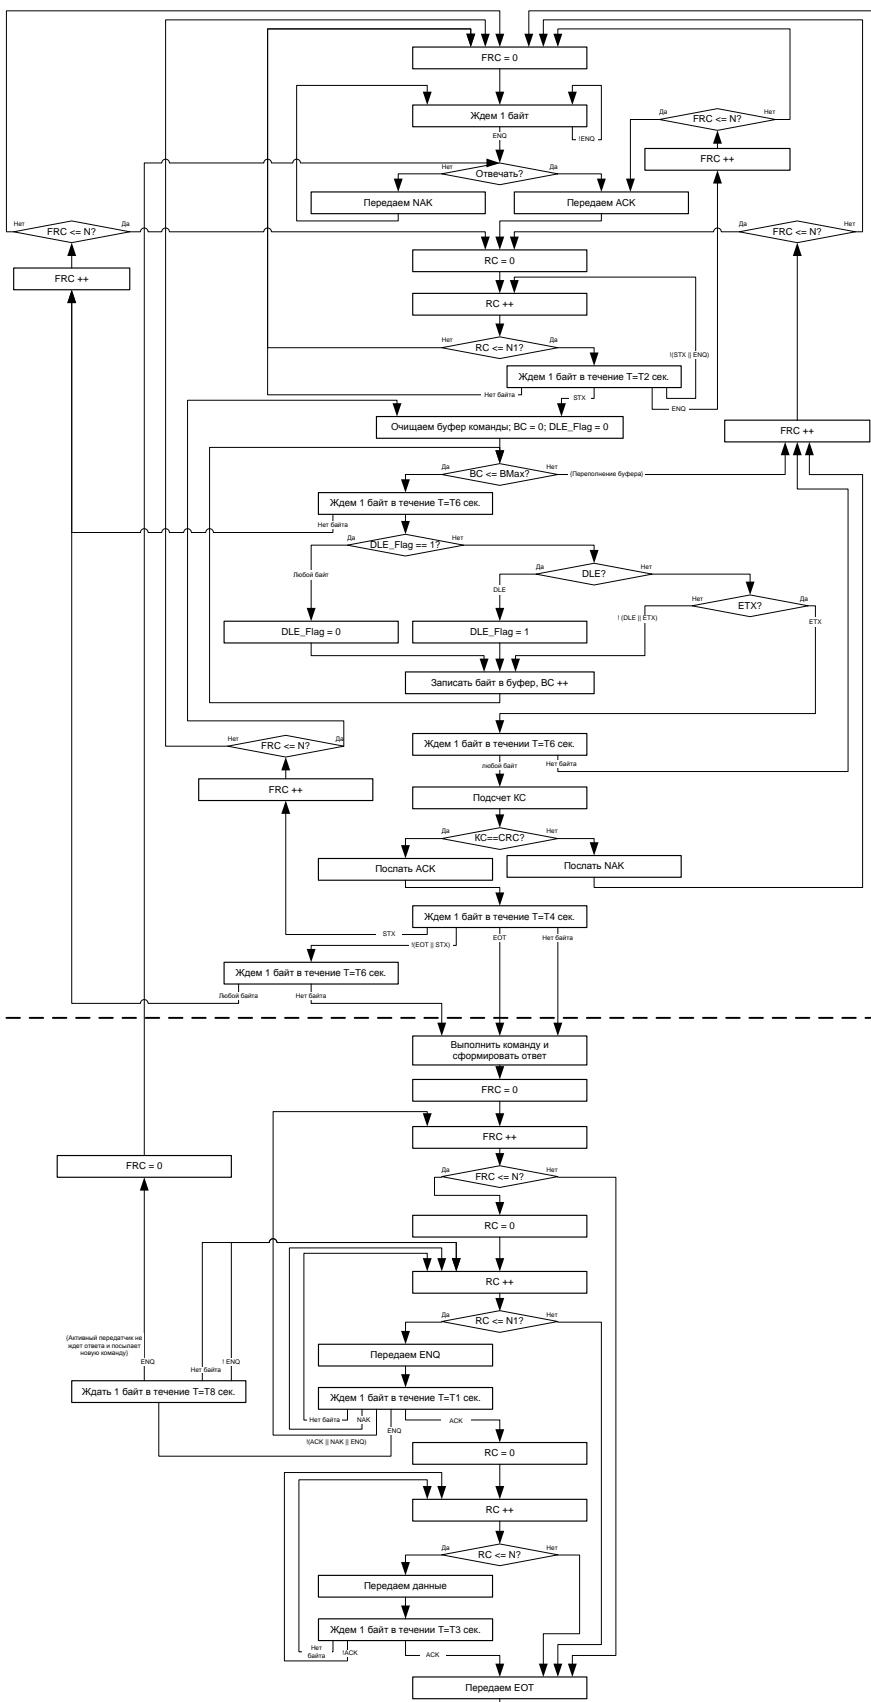 FRC = 0
Ждем 1 байт
ENQ
!ENQ
Да
FRC <= N?
Нет
FRC ++
Нет
Отвечать?
Да
Передаем NAK
Передаем ACK
Нет
FRC <= N?
Да
Да
FRC <= N?
Нет
RC = 0
FRC ++
RC ++
Нет
RC <= N1?
Да
!(STX || ENQ)
Ждем 1 байт в течение T=T2 сек.
Нет байта
STX
ENQ
Очищаем буфер команды; BC = 0; DLE_Flag = 0
FRC ++
Да
BC <= BMax?
Нет
(Переполнение буфера)
Ждем 1 байт в течение T=T6 сек.
Нет байта
Да
DLE_Flag == 1?
Нет
Да
DLE?
Нет
Любой байт
DLE
Нет
ETX?
Да
! (DLE || ETX)
ETX
DLE_Flag = 0
DLE_Flag = 1
Записать байт в буфер, BC ++
Нет
FRC <= N?
Да
Ждем 1 байт в течении T=T6 сек.
любой байт
Нет байта
FRC ++
Подсчет КС
Да
КС==CRC?
Нет
Послать ACK
Послать NAK
Ждем 1 байт в течение T=T4 сек.
STX
!(EOT || STX)
EOT
Нет байта
Ждем 1 байт в течение T=T6 сек.
Любой байта
Нет байта
Выполнить команду и
сформировать ответ
FRC = 0
FRC ++
FRC = 0
Да
FRC <= N?
Нет
RC = 0
RC ++
Да
RC <= N1?
Нет
(Активный передатчик не
ждет ответа и посылает
новую команду)
ENQ
Нет байта
! ENQ
Передаем ENQ
Ждать 1 байт в течение T=T8 сек.
Ждем 1 байт в течение T=T1 сек.
Нет байта
NAK
ENQ
ACK
!(ACK || NAK || ENQ)
RC = 0
RC ++
Да
RC <= N?
Нет
Передаем данные
Ждем 1 байт в течении T=T3 сек.
Нет
байта
!ACK
ACK
Передаем EOT